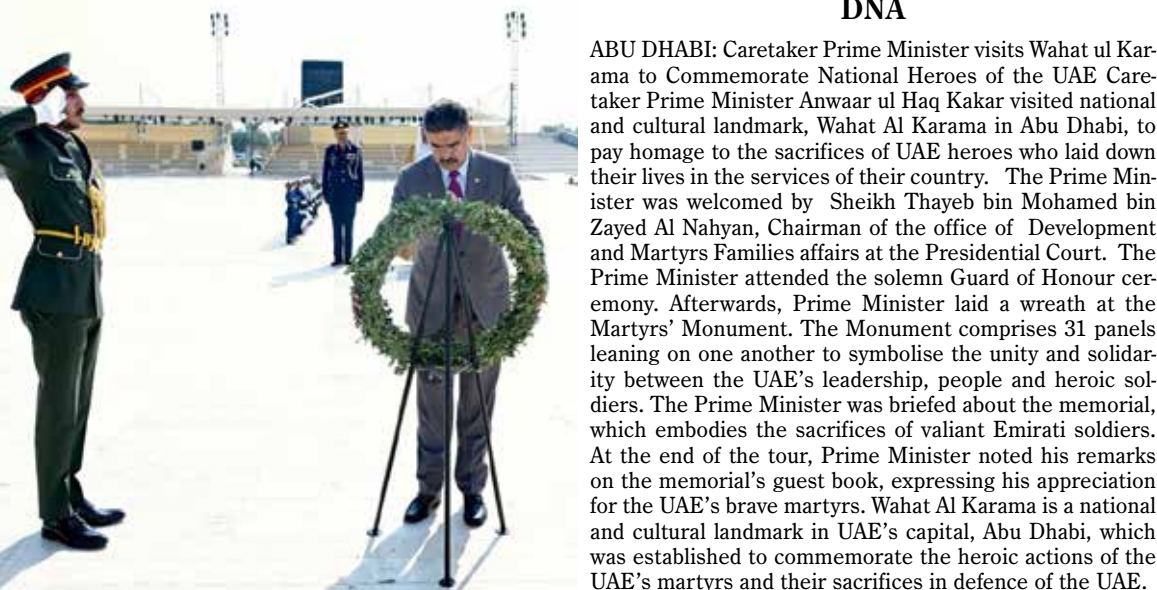 DNA
ABU DHABI: Caretaker Prime Minister visits Wahat ul Kar-
ama to Commemorate National Heroes of the UAE Care-
taker Prime Minister Anwaar ul Haq Kakar visited national
and cultural landmark, Wahat Al Karama in Abu Dhabi, to
pay homage to the sacrifices of UAE heroes who laid down
their lives in the services of their country.   The Prime Min-
ister was welcomed by  Sheikh Thayeb bin Mohamed bin
Zayed Al Nahyan, Chairman of the office of  Development
and Martyrs Families affairs at the Presidential Court.  The
Prime Minister attended the solemn Guard of Honour cer-
emony. Afterwards, Prime Minister laid a wreath at the
Martyrs’ Monument. The Monument comprises 31 panels
leaning on one another to symbolise the unity and solidar-
ity between the UAE’s leadership, people and heroic sol-
diers. The Prime Minister was briefed about the memorial,
which embodies the sacrifices of valiant Emirati soldiers.
At the end of the tour, Prime Minister noted his remarks
on the memorial’s guest book, expressing his appreciation
for the UAE’s brave martyrs. Wahat Al Karama is a national
and cultural landmark in UAE’s capital, Abu Dhabi, which
was established to commemorate the heroic actions of the
UAE’s martyrs and their sacrifices in defence of the UAE.